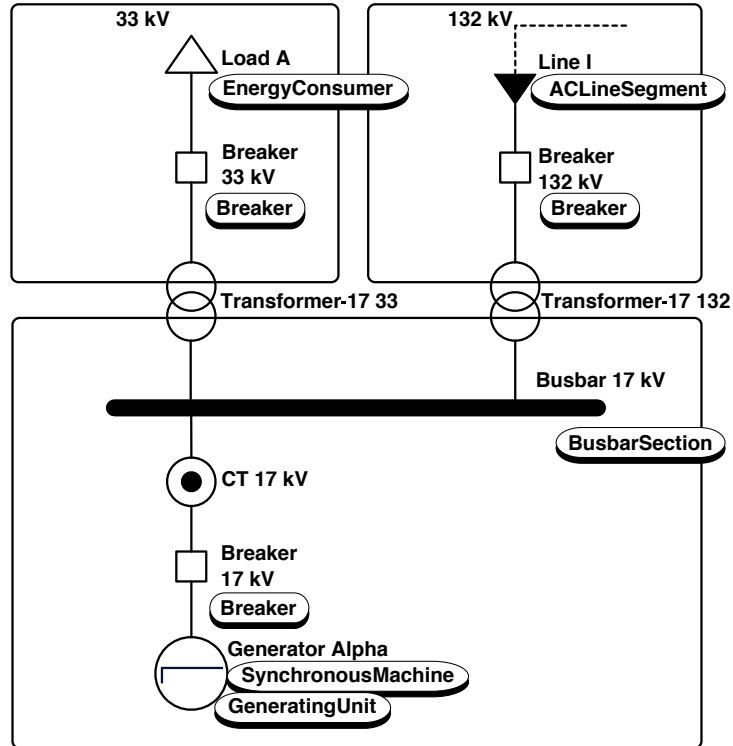 33 kV
Load A
EnergyConsumer
Breaker
33 kV
Breaker
132 kV
Line I
ACLineSegment
Breaker
132 kV
Breaker
Transformer-17 33
Transformer-17 132
Busbar 17 kV
BusbarSection
CT 17 kV
Breaker
17 kV
Breaker
Generator Alpha
SynchronousMachine
GeneratingUnit